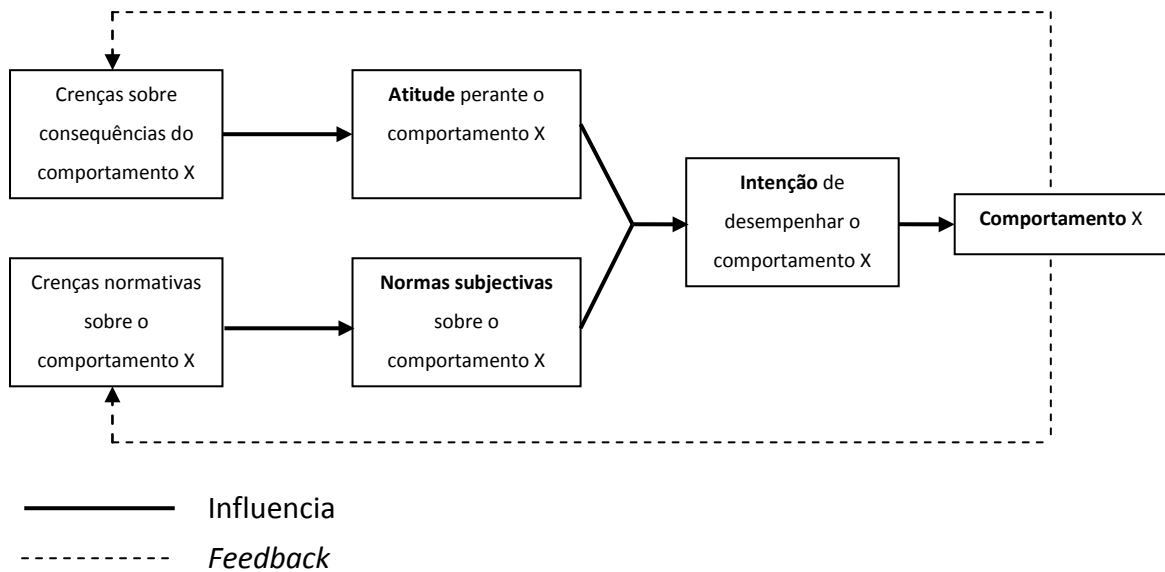 Crenças sobre
consequências do
comportamento X
Atitude perante o
comportamento X
Intenção de
desempenhar o
comportamento X
Comportamento X
Crenças normativas
sobre o
comportamento X
Normas subjectivas
sobre o
comportamento X
Influencia
Feedback